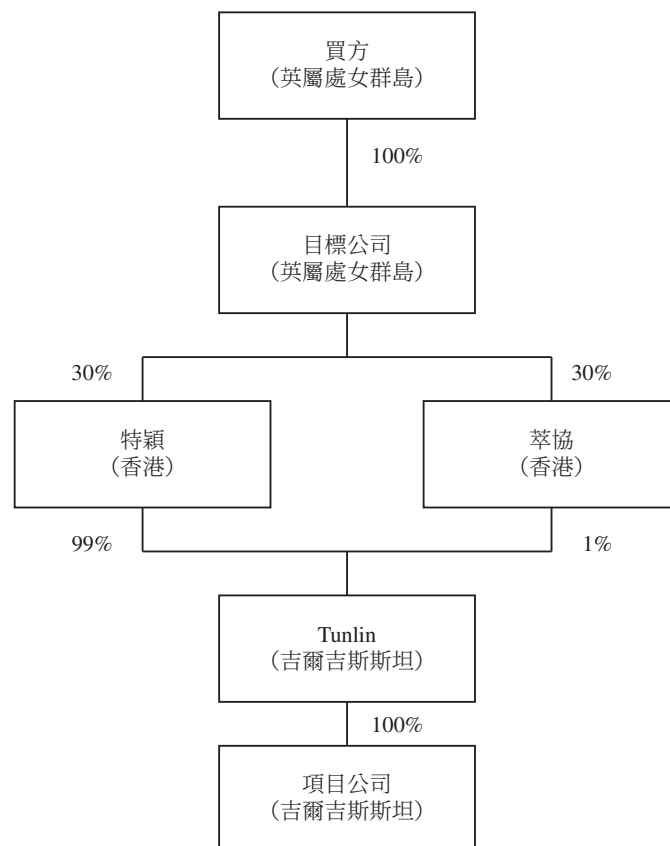 買方
（英屬處女群島）
100%
目標公司
（英屬處女群島）
30%
30%
特穎
（香港）
萃協
（香港）
99%
1%
Tunlin
（吉爾吉斯斯坦）
100%
項目公司
（吉爾吉斯斯坦）